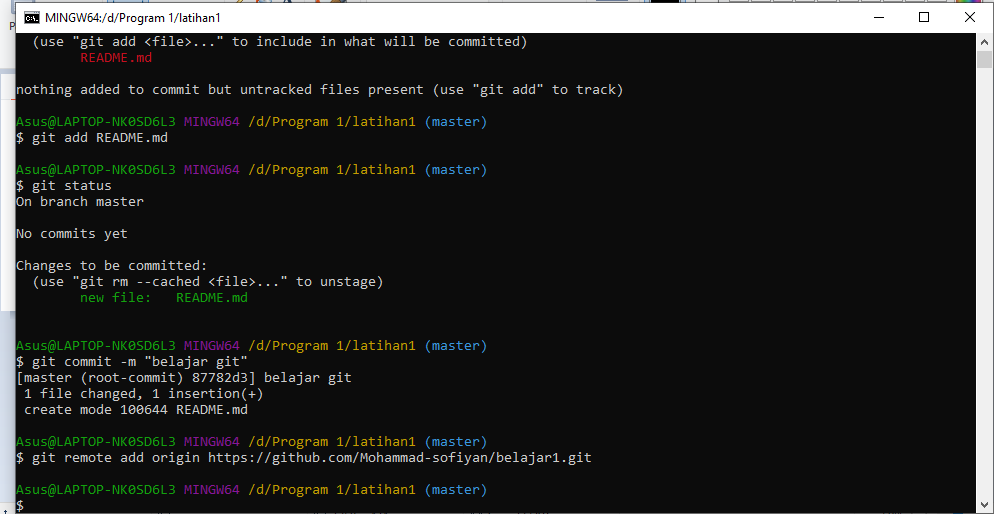 MINGW64:/d/Program 1/latihan1
(use "git add <file>..." to include in what will be committed)
README.md
nothing added to commit but untracked files present (use "git add" to track)
Asus@LAPTOP-NK0SD6L3 MINGW64 /d/Program 1/latihan1 (master)
$ git add README.md
Asus@LAPTOP-NK0SD6L3 MINGW64 /d/Program 1/latihan1 (master)
$ git status
On branch master
No commits yet
Changes to be committed:
(use "git rm --cached <file>..." to unstage)
new file:   README.md
Asus@LAPTOP-NK0SD6L3 MINGW64 /d/Program 1/latihan1 (master)
$ git commit -m "belajar git"
[master (root-commit) 87782d3] belajar git
1 file changed, 1 insertion(+)
create mode 100644 README.md
Asus@LAPTOP-NK0SD6L3 MINGW64 /d/Program 1/latihan1 (master)
$ git remote add origin https://github.com/Mohammad-sofiyan/belajar1.git
Asus@LAPTOP-NK0SD6L3 MINGW64 /d/Program 1/latihan1 (master)
$